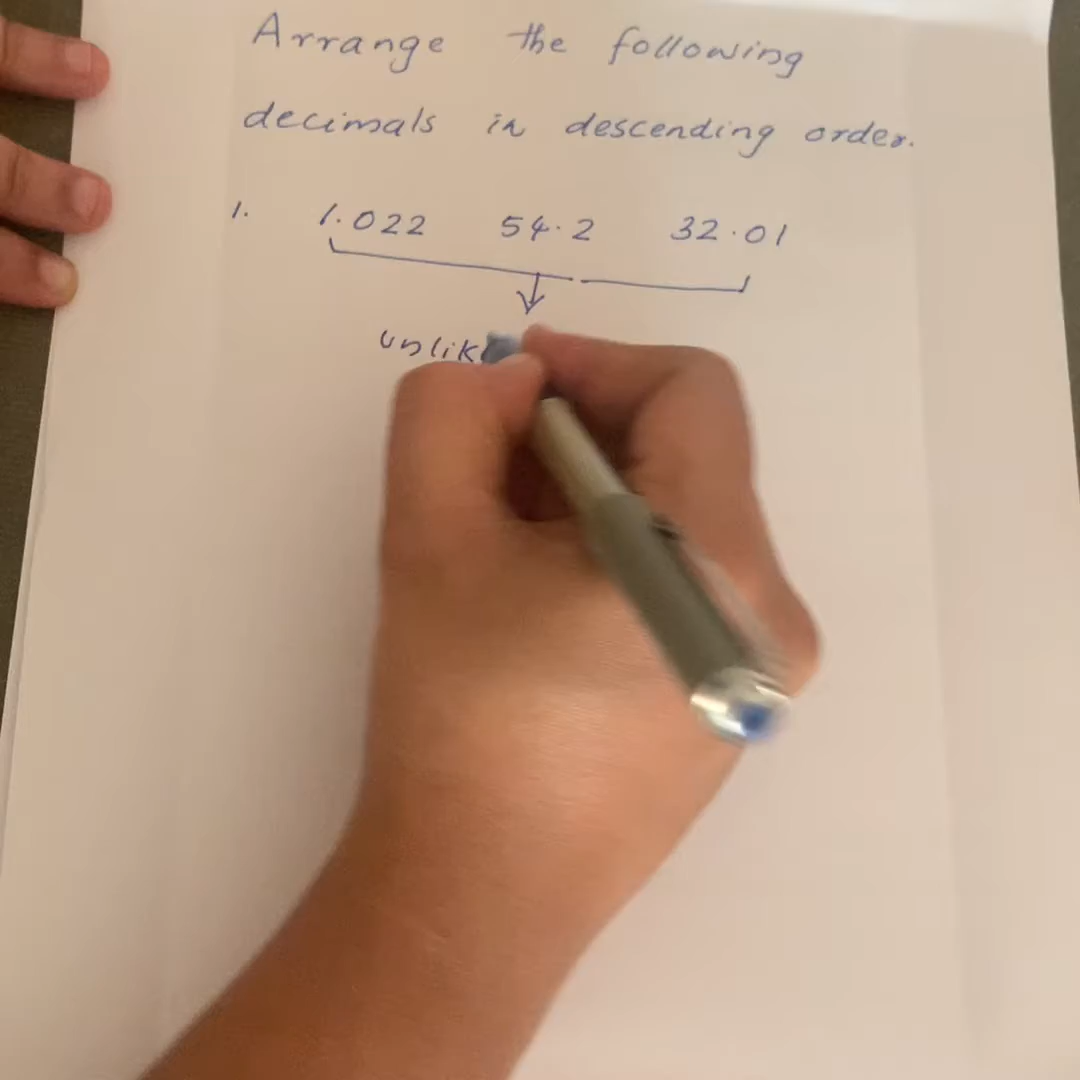 Arrange the following
decimals in descending order.
1. 1.022 54.2 32.01